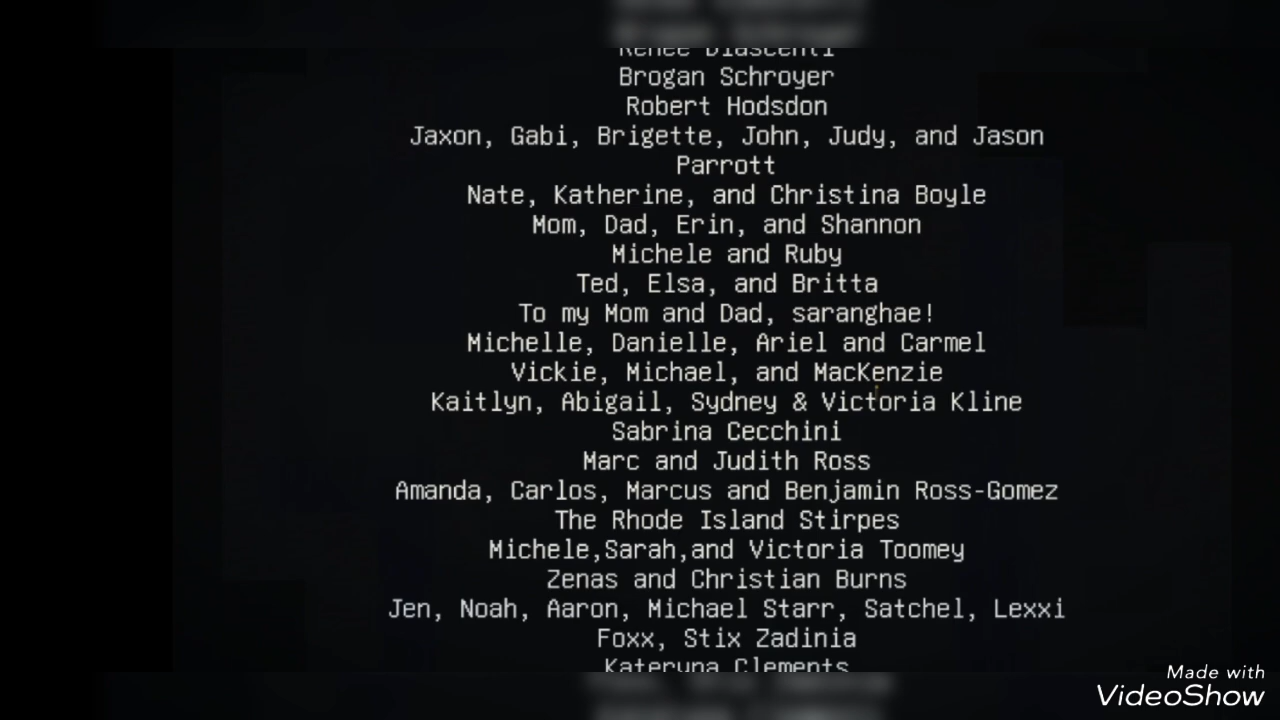 Renee Diascenti
Brogan Schroyer
Robert Hodsdon
Jaxon, Gabi, Brigette, John, Judy, and Jason
Parrott
Nate, Katherine, and Christina Boyle
Mom, Dad, Erin, and Shannon
Michele and Ruby
Ted, Elsa, and Britta
To my Mom and Dad, saranghae!
Michelle, Danielle, Ariel and Carmel
Vickie, Michael, and MacKenzie
Kaitlyn, Abigail, Sydney & Victoria Kline
Sabrina Cecchini
Marc and Judith Ross
Amanda, Carlos, Marcus and Benjamin Ross-Gomez
The Rhode Island Stirpes
Michele,Sarah,and Victoria Toomey
Zenas and Christian Burns
Jen, Noah, Aaron, Michael Starr, Satchel, Lexxi
Foxx, Stix Zadinia
Kateryna Clements
Made with
VideoShow